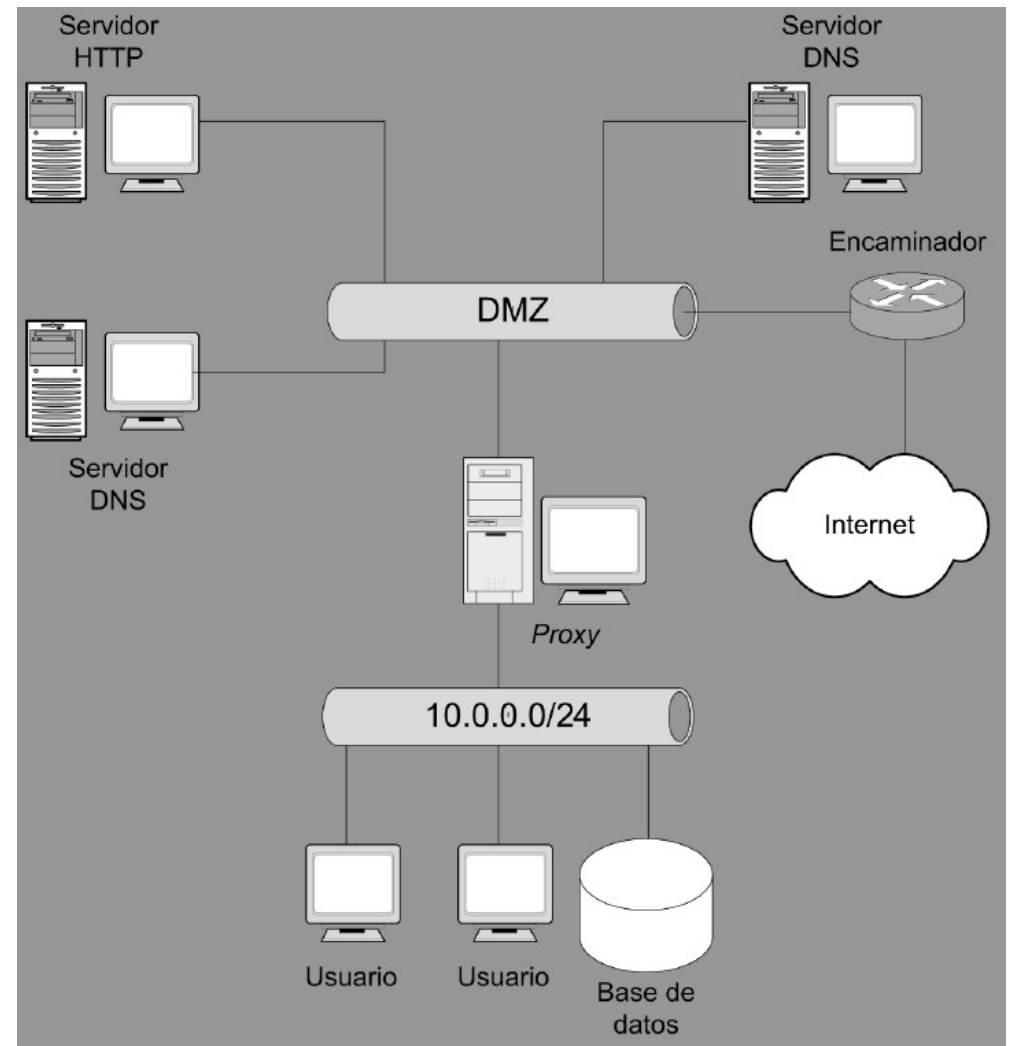 Servidor
HTTP
Servidor
DNS
Encaminador
DMZ
Servidor
DNS
Internet
Proxy
10.0.0.0/24
Usuario
Usuario
Base de
datos